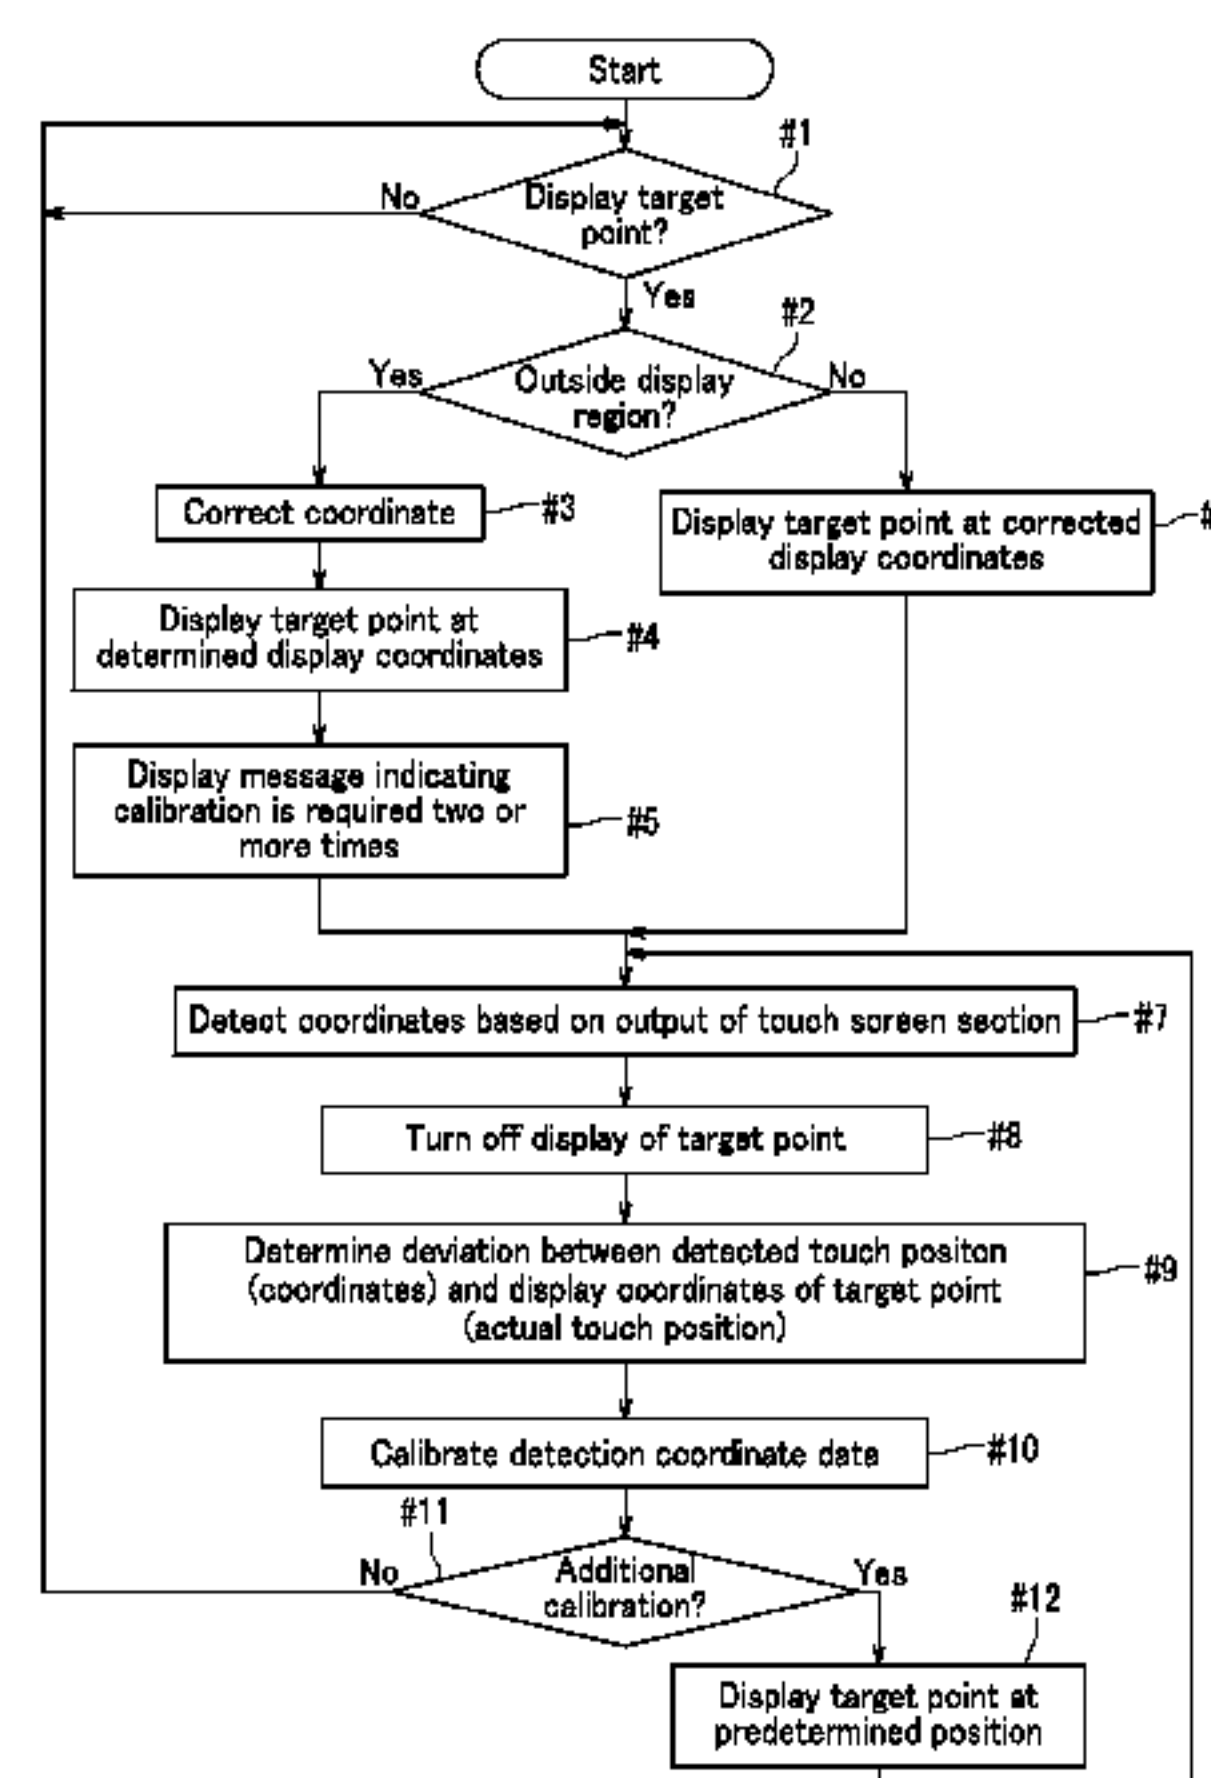 Start
#1
Display target
point?
No
Yes
#2
Outside display
region?
Yes
No
Correct coordinate
#3
Display target point at corrected
display coordinates
#
Display target point at
determined display coordinates
#4
Display message indicating
calibration is required two or
more times
#5
Detect coordinates based on output of touch screen section
#7
Turn off display of target point
#8
Determine deviation between detected touch positon
(coordinates) and display coordinates of target point
(actual touch position)
#9
Calibrate detection coordinate data
#10
#11
Additional
calibration?
No
Yes
#12
Display target point at
predetermined position